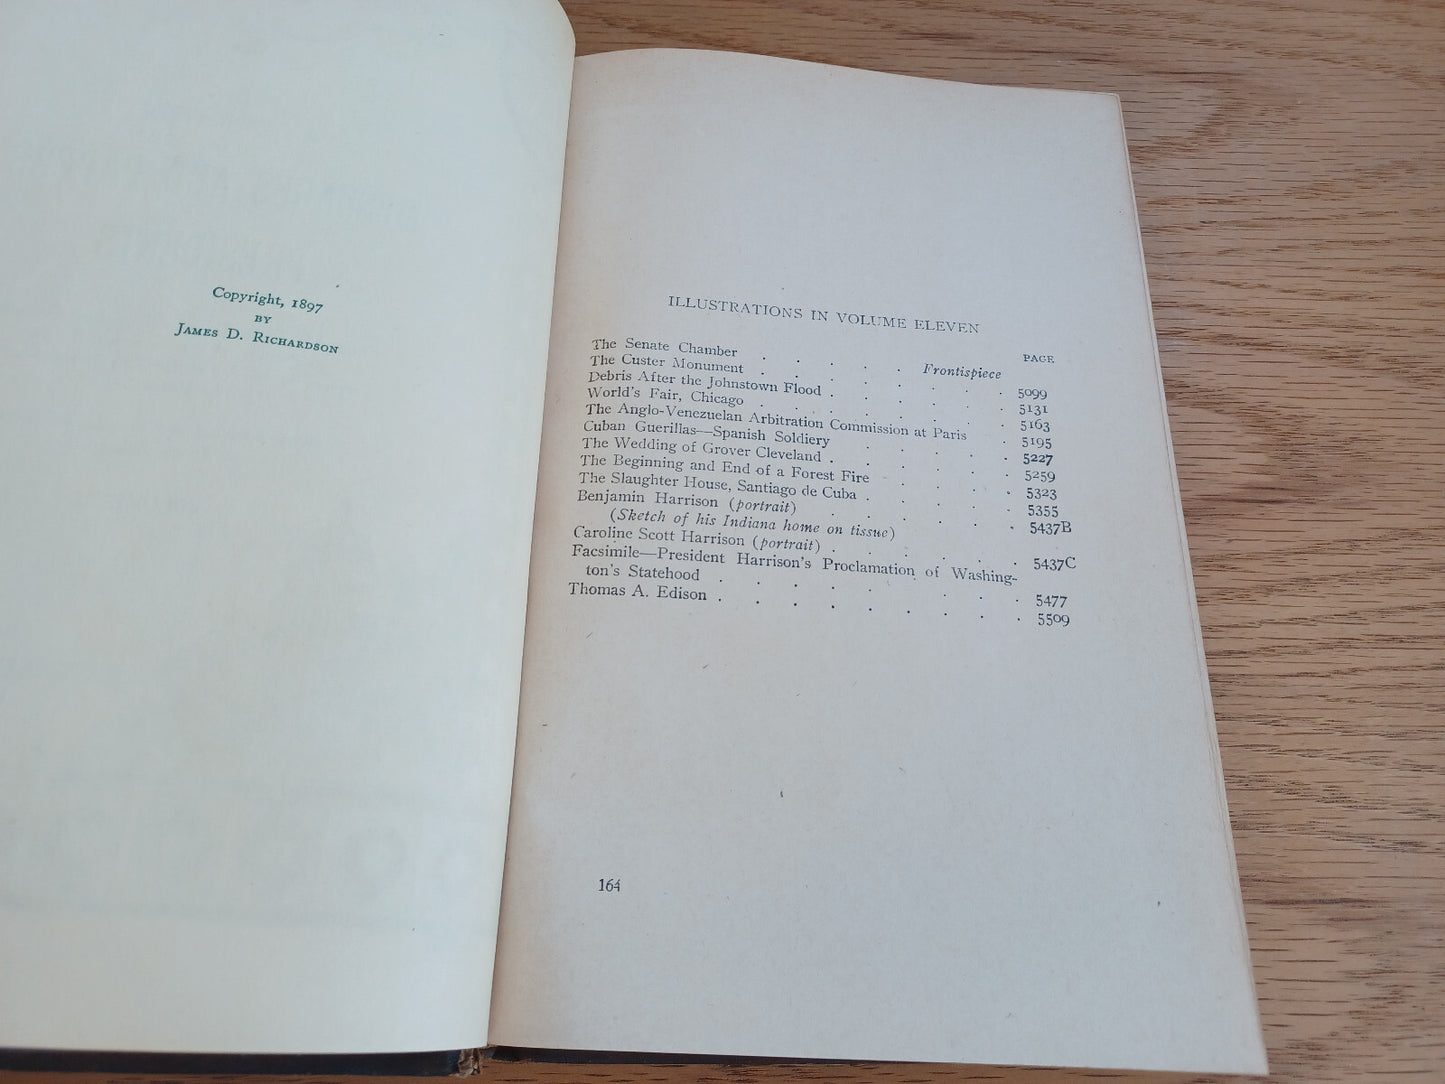 Copyright, 1897
BY
JAMES D. RICHARDSON
ILLUSTRATIONS IN VOLUME ELEVEN
PAGE
The Senate Chamber . . . . . Frontispiece
The Custer Monument . . . . . . . . 5099
Debris After the Johnstown Flood . . . . . . 5131
World's Fair, Chicago . . . . . . . . 5163
The Anglo-Venezuelan Arbitration Commission at Paris . 5195
Cuban Guerillas—Spanish Soldiery . . . . . 5227
The Wedding of Grover Cleveland . . . . . . 5259
The Beginning and End of a Forest Fire . . . . . 5323
The Slaughter House, Santiago de Cuba . . . . . 5355
Benjamin Harrison (portrait) . . . . . . 5437B
(Sketch of his Indiana home on tissue)
Caroline Scott Harrison (portrait) . . . . . . 5437C
Facsimile—President Harrison's Proclamation of Washing-
ton's Statehood . . . . . . . . 5477
Thomas A. Edison . . . . . . . . . 5509
164